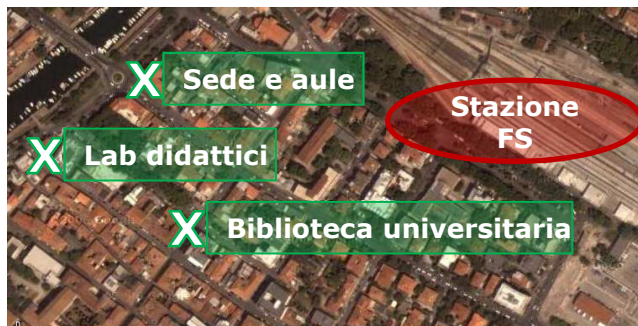 X Sede e aule
Stazione
FS
X Lab didattici
X Biblioteca universitaria